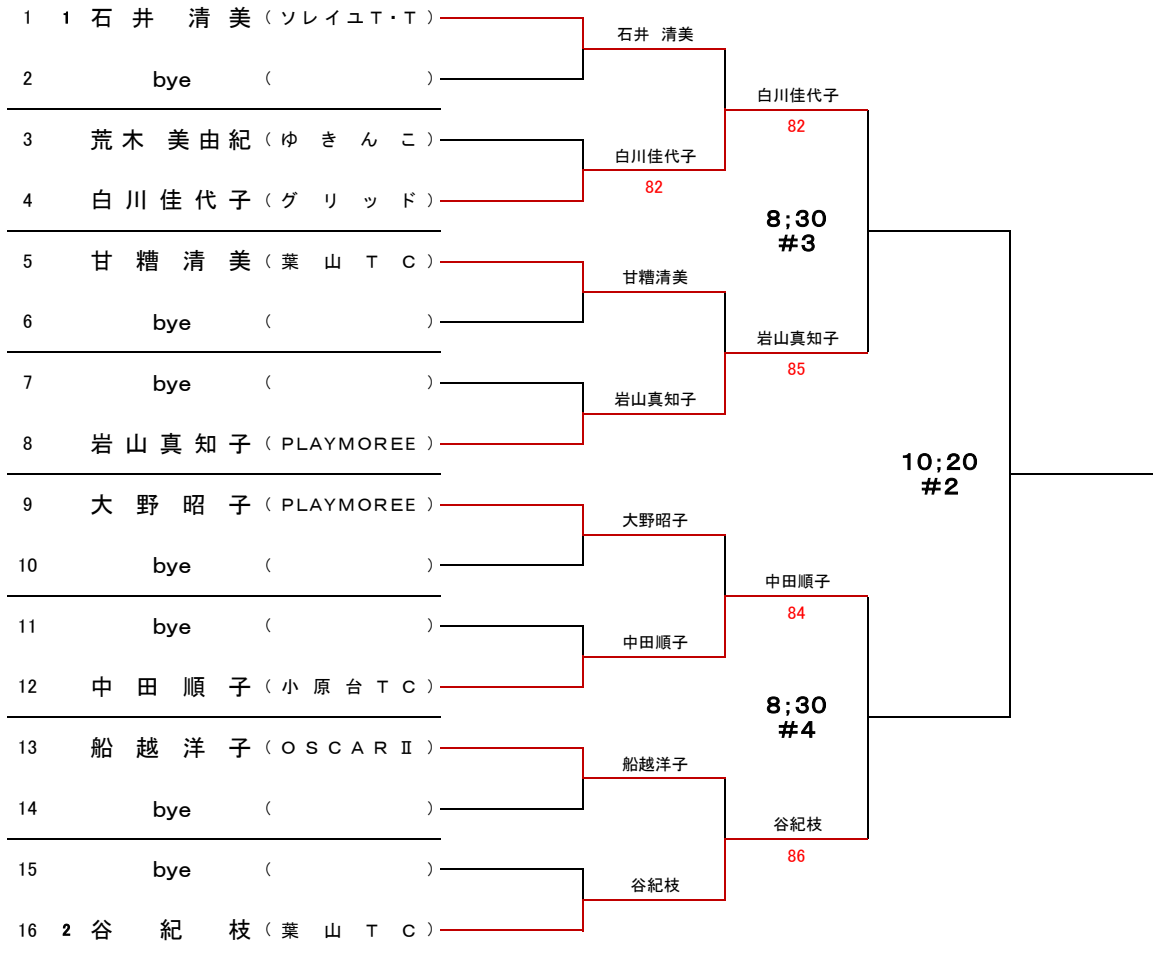 1 1 石井 清美 (ソレイユT・T)
石井 清美
2 bye ( )
白川佳代子
82
3 荒木 美由紀 (ゆきんこ)
白川佳代子
82
4 白川佳代子 (グリッド)
8;30
#3
5 甘糟清美 (葉山TC)
甘糟清美
6 bye ( )
岩山真知子
85
7 bye ( )
岩山真知子
8 岩山真知子 (PLAYMOREE)
10;20
#2
9 大野昭子 (PLAYMOREE)
大野昭子
10 bye ( )
中田順子
84
11 bye ( )
中田順子
12 中田順子 (小原台TC)
8;30
#4
13 船越洋子 (OSCARⅡ)
船越洋子
14 bye ( )
谷紀枝
86
15 bye ( )
谷紀枝
16 2 谷紀枝 (葉山TC)